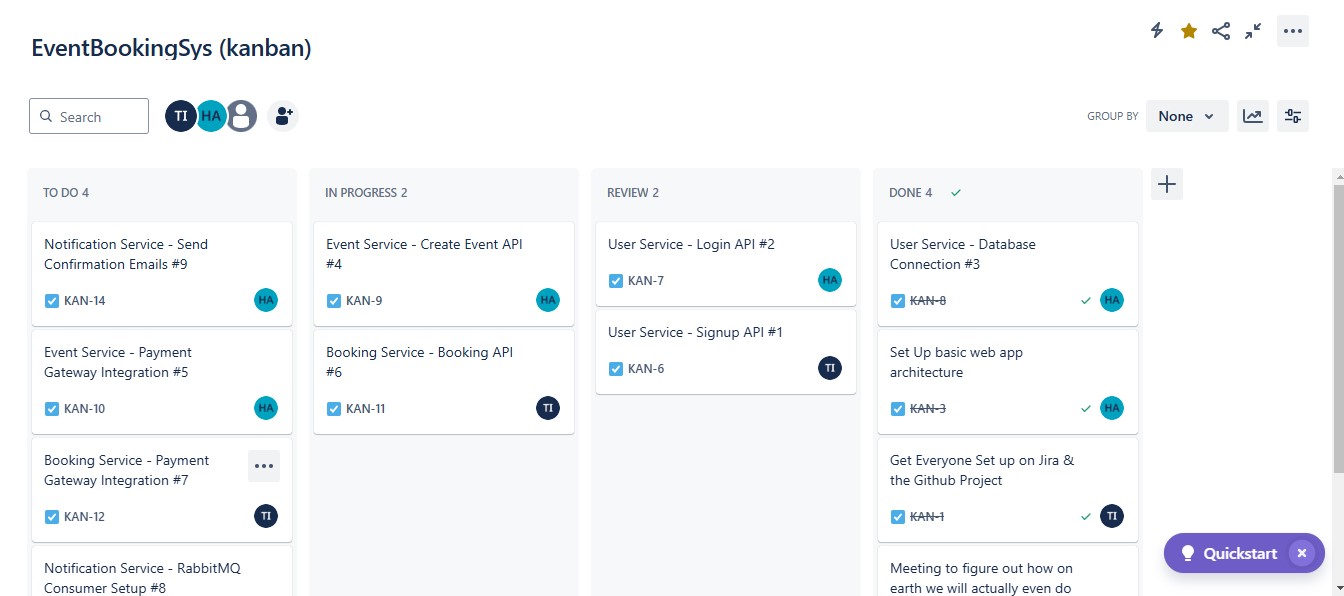 EventBookingSys (kanban)
Search
TI
HA
GROUP BY
None
TO DO 4
Notification Service - Send
Confirmation Emails #9
KAN-14
HA
Event Service - Payment
Gateway Integration #5
KAN-10
HA
Booking Service - Payment
Gateway Integration #7
KAN-12
TI
Notification Service - RabbitMQ
Consumer Setup #8
IN PROGRESS 2
Event Service - Create Event API
#4
KAN-9
HA
Booking Service - Booking API
#6
KAN-11
TI
REVIEW 2
User Service - Login API #2
KAN-7
HA
User Service - Signup API #1
KAN-6
TI
DONE 4
User Service - Database
Connection #3
KAN-8
HA
Set Up basic web app
architecture
KAN-3
HA
Get Everyone Set up on Jira &
the Github Project
KAN-1
TI
Meeting to figure out how on
earth we will actually even do
Quickstart